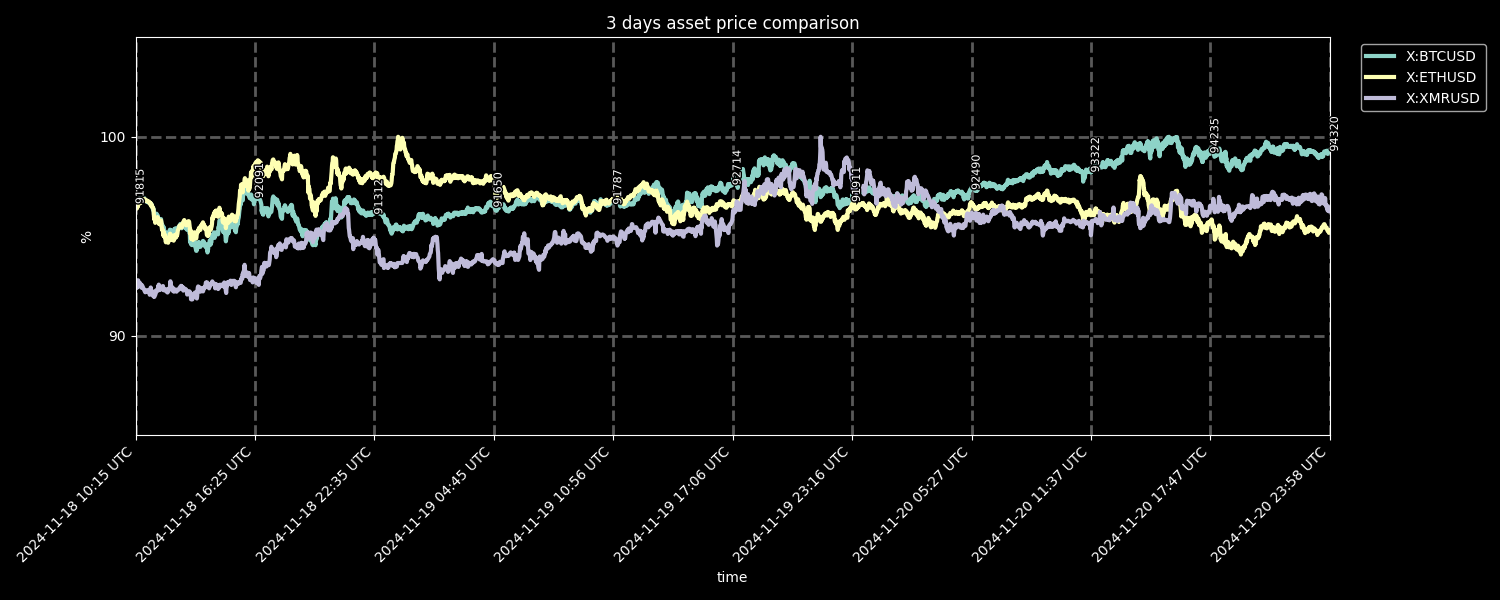 3 days asset price comparison
X:BTCUSD
X:ETHUSD
X:XMRUSD
%
100
90
91815
92091
91312
91650
91787
92714
91911
92490
93322
94235
94320
2024-11-18 10:15 UTC
2024-11-18 16:25 UTC
2024-11-18 22:35 UTC
2024-11-19 04:45 UTC
2024-11-19 10:56 UTC
2024-11-19 17:06 UTC
2024-11-19 23:16 UTC
2024-11-20 05:27 UTC
2024-11-20 11:37 UTC
2024-11-20 17:47 UTC
2024-11-20 23:58 UTC
time